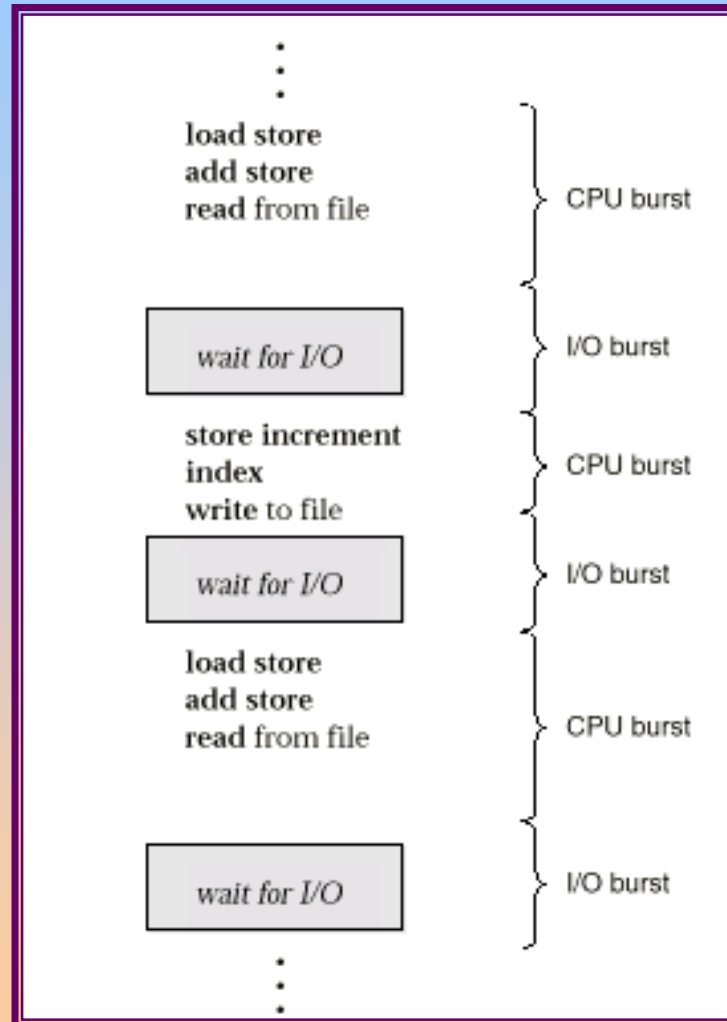 load store
add store
read from file
CPU burst
wait for I/O
I/O burst
store increment
index
write to file
CPU burst
wait for I/O
I/O burst
load store
add store
read from file
CPU burst
wait for I/O
I/O burst